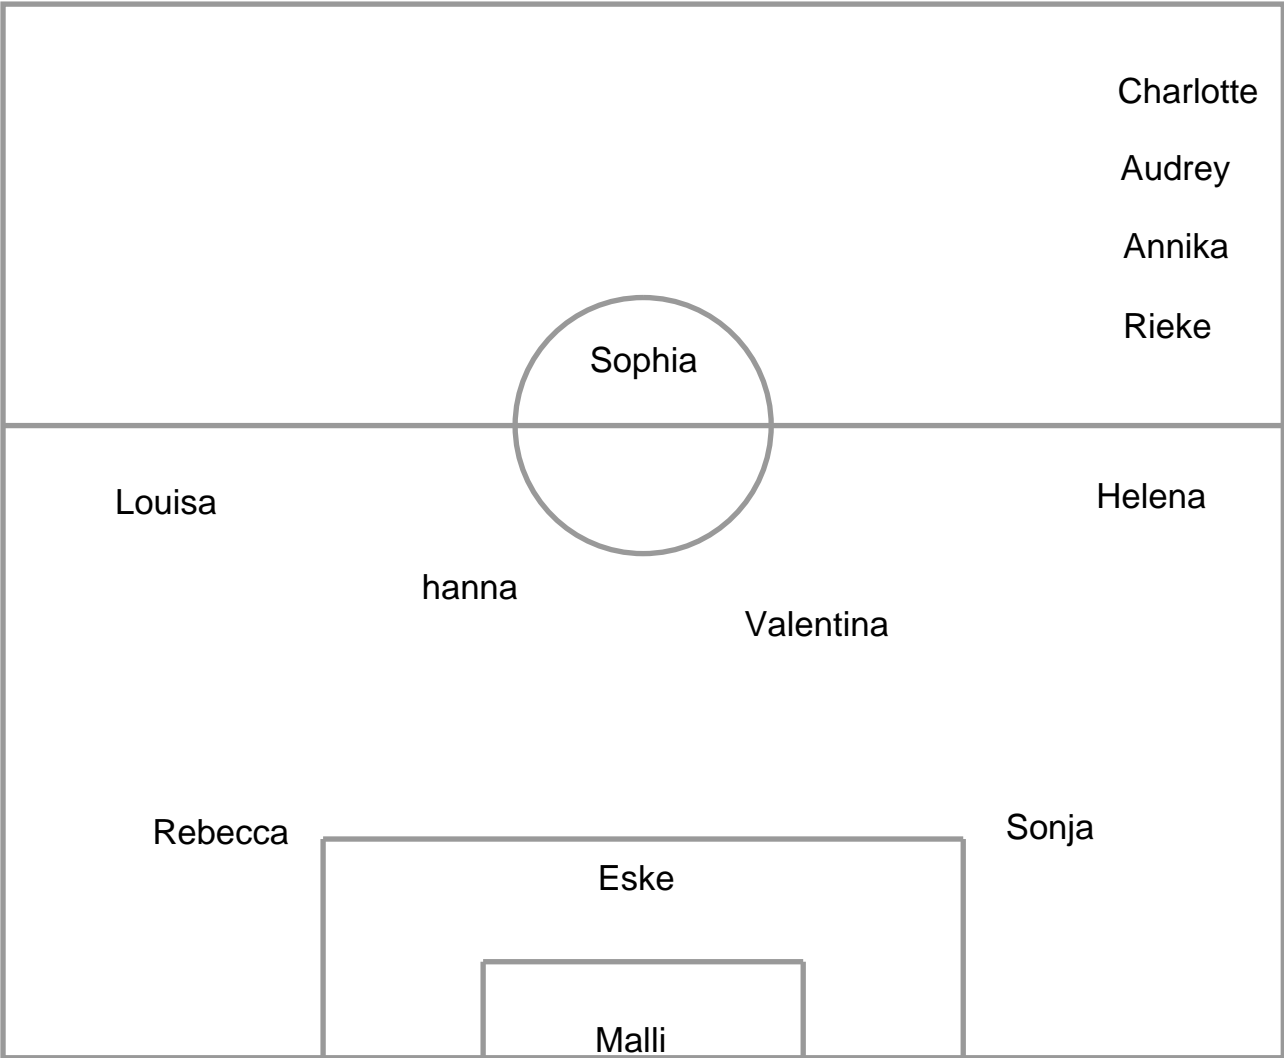 Charlotte
Audrey
Annika
Rieke
Sophia
Louisa
Helena
hanna
Valentina
Rebecca
Sonja
Eske
Malli